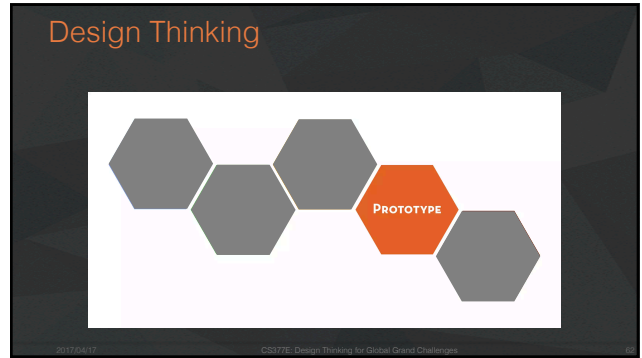 Design Thinking
PROTOTYPE
2017/04/17
CS377E: Design Thinking for Global Grand Challenges